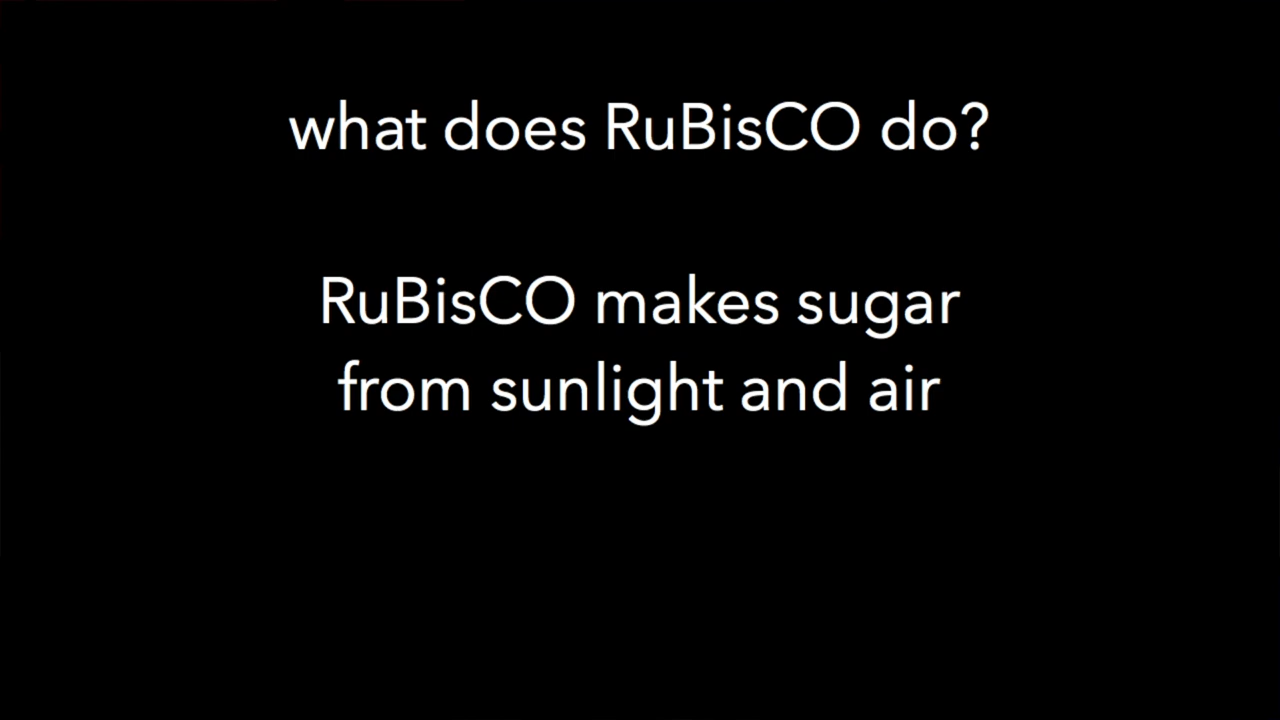 what does RuBisCO do?
RuBisCO makes sugar
from sunlight and air